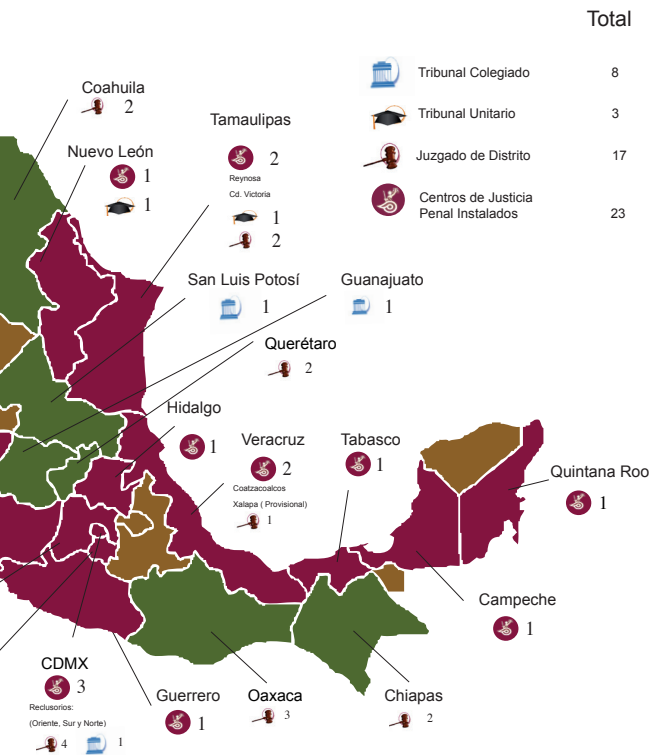 Total
Tribunal Colegiado 8
Tribunal Unitario 3
Juzgado de Distrito 17
Centros de Justicia
Penal Instalados 23
Coahuila
2
Nuevo León
1
1
Tamaulipas
2
Reynosa
Cd. Victoria
1
2
San Luis Potosí
1
Guanajuato
1
Querétaro
2
Hidalgo
1
Veracruz
2
Coatzacoalcos
Xalapa ( Provisional)
1
Tabasco
1
Quintana Roo
1
Campeche
1
CDMX
3
Reclusorios:
(Oriente, Sur y Norte)
4 1
Guerrero
1
Oaxaca
3
Chiapas
2